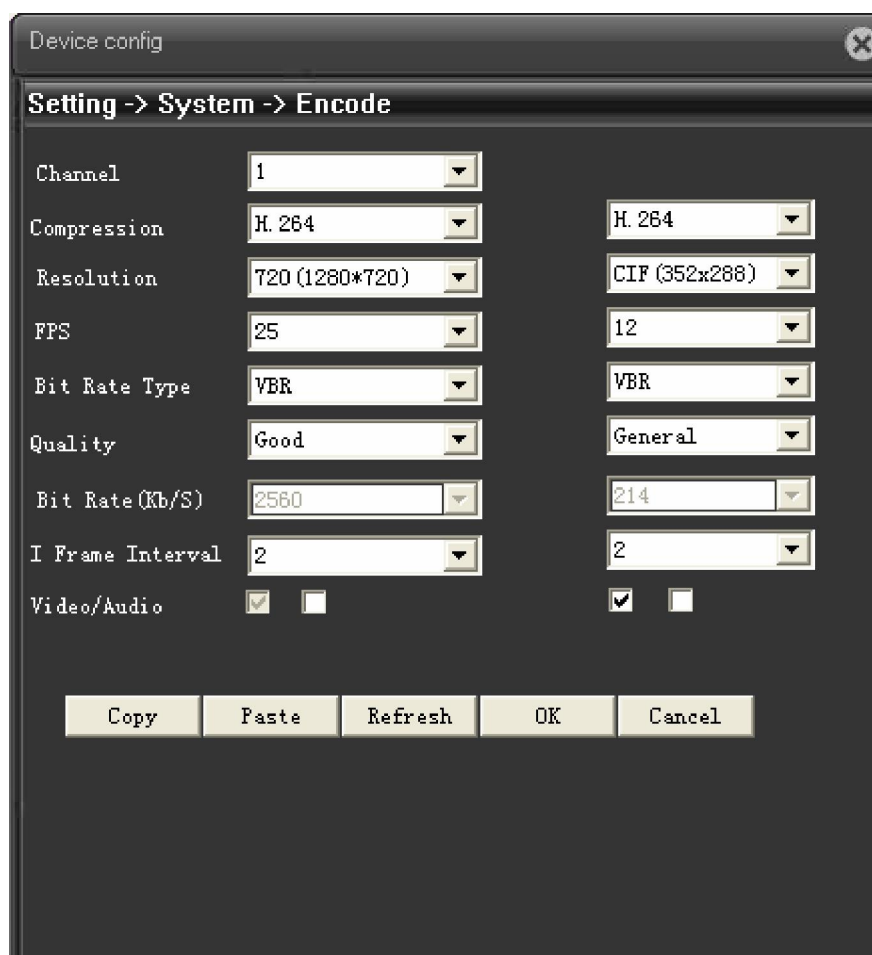 Device config
Setting -> System -> Encode
Channel 1
Compression H.264 H.264
Resolution 720(1280*720) CIF(352x288)
FPS 25 12
Bit Rate Type VBR VBR
Quality Good General
Bit Rate(Kb/S) 2560 214
I Frame Interval 2 2
Video/Audio
Copy Paste Refresh OK Cancel